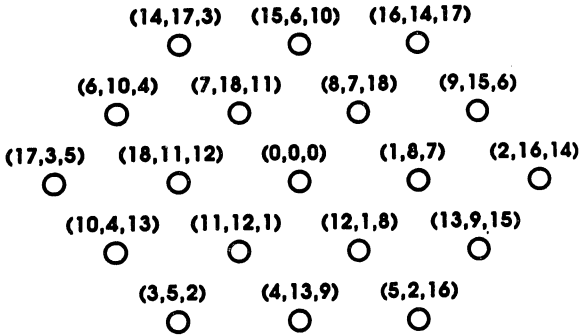 (14,17,3) (15,6,10) (16,14,17)
(6,10,4) (7,18,11) (8,7,18) (9,15,6)
(17,3,5) (18,11,12) (0,0,0) (1,8,7) (2,16,14)
(10,4,13) (11,12,1) (12,1,8) (13,9,15)
(3,5,2) (4,13,9) (5,2,16)